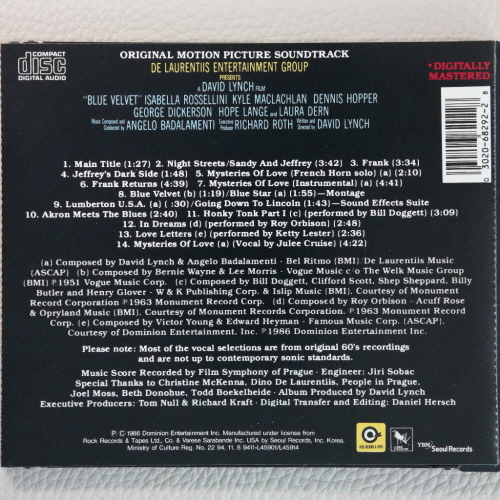 COMPACT
disc
DIGITAL AUDIO
ORIGINAL MOTION PICTURE SOUNDTRACK
DE LAURENTIIS ENTERTAINMENT GROUP
PRESENTS
A DAVID LYNCH FILM
"BLUE VELVET" ISABELLA ROSSELLINI KYLE MACLACHLAN DENNIS HOPPER
GEORGE DICKERSON HOPE LANGE and LAURA DERN
Music Composed and Conducted by ANGELO BADALAMENTI Executive Producer RICHARD ROTH Written and Directed by DAVID LYNCH
*DIGITALLY
MASTERED
3020-68292-2 8
1. Main Title (1:27) 2. Night Streets/Sandy And Jeffrey (3:42) 3. Frank (3:34)
4. Jeffrey's Dark Side (1:48) 5. Mysteries Of Love (French Horn solo) (a) (2:10)
6. Frank Returns (4:39) 7. Mysteries Of Love (Instrumental) (a) (4:41)
8. Blue Velvet (b) (1:19)/Blue Star (a) (1:55)—Montage
9. Lumberton U.S.A. (a) ( :30)/Going Down To Lincoln (1:43)—Sound Effects Suite
10. Akron Meets The Blues (2:40) 11. Honky Tonk Part I (c) (performed by Bill Doggett) (3:09)
12. In Dreams (d) (performed by Roy Orbison) (2:48)
13. Love Letters (e) (performed by Ketty Lester) (2:36)
14. Mysteries Of Love (a) (Vocal by Julee Cruise) (4:22)
(a) Composed by David Lynch & Angelo Badalamenti - Bel Ritmo (BMI)/De Laurentiis Music
(ASCAP) (b) Composed by Bernie Wayne & Lee Morris - Vogue Music c/o The Welk Music Group
(BMI) ℗1951 Vogue Music Corp. (c) Composed by Bill Doggett, Clifford Scott, Shep Sheppard, Billy
Butler and Henry Glover - W & K Publishing Corp. & Islip Music (BMI). Courtesy of Monument
Record Corporation ℗1963 Monument Record Corp. (d) Composed by Roy Orbison - Acuff Rose
& Opryland Music (BMI). Courtesy of Monument Records Corporation. ℗1963 Monument Record
Corp. (e) Composed by Victor Young & Edward Heyman - Famous Music Corp. (ASCAP).
Courtesy of Dominion Entertainment, Inc. ℗1986 Dominion Entertainment Inc.
Please note: Most of the vocal selections are from original 60's recordings
and are not up to contemporary sonic standards.
Music Score Recorded by Film Symphony of Prague - Engineer: Jiri Sobac
Special Thanks to Christine McKenna, Dino De Laurentiis, People in Prague,
Joel Moss, Beth Donohue, Todd Boekelheide - Album Produced by David Lynch
Executive Producers: Tom Null & Richard Kraft - Digital Transfer and Editing: Daniel Hersch
℗ © 1986 Dominion Entertainment Inc. Manufactured under license from
Rock Records & Tapes Ltd., Co. & Varese Sarabande Inc. USA by Seoul Records, Inc. Korea.
Ministry of Culture Reg. No. 22 94. 11. 8 9411-L4590I/L45914
YBM Seoul Records